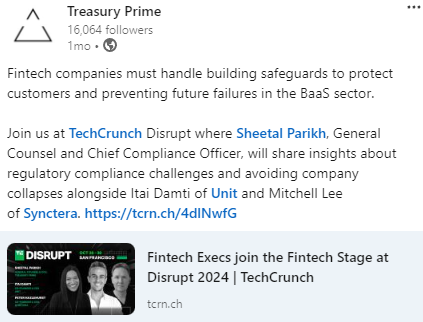 Treasury Prime
16,064 followers
1mo •
Fintech companies must handle building safeguards to protect
customers and preventing future failures in the BaaS sector.
Join us at TechCrunch Disrupt where Sheetal Parikh, General
Counsel and Chief Compliance Officer, will share insights about
regulatory compliance challenges and avoiding company
collapses alongside Itai Damti of Unit and Mitchell Lee
of Synctera. https://tcrn.ch/4dlNwfG
DISRUPT
SAN FRANCISCO
SHEETAL PARIKH
Fintech Execs join the Fintech Stage at
Disrupt 2024 | TechCrunch
tcrn.ch